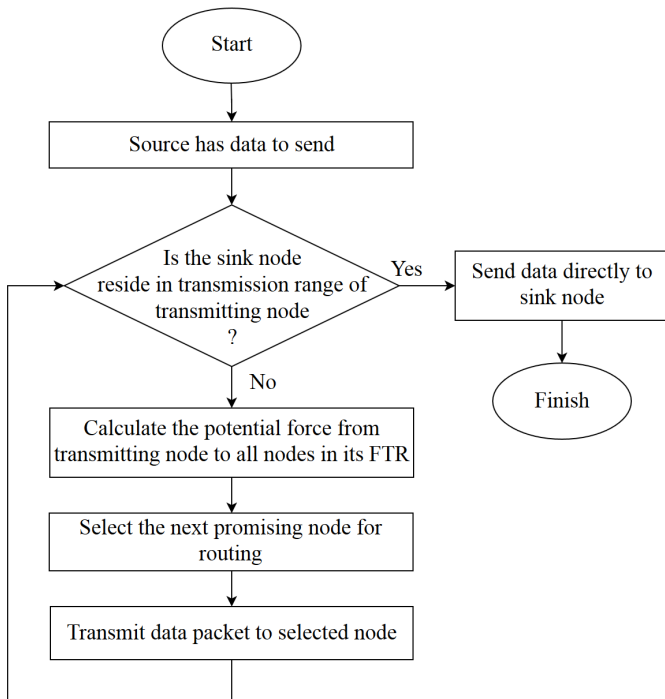 Start
Source has data to send
Is the sink node
reside in transmission range of
transmitting node
?
Yes
Send data directly to
sink node
Finish
No
Calculate the potential force from
transmitting node to all nodes in its FTR
Select the next promising node for
routing
Transmit data packet to selected node